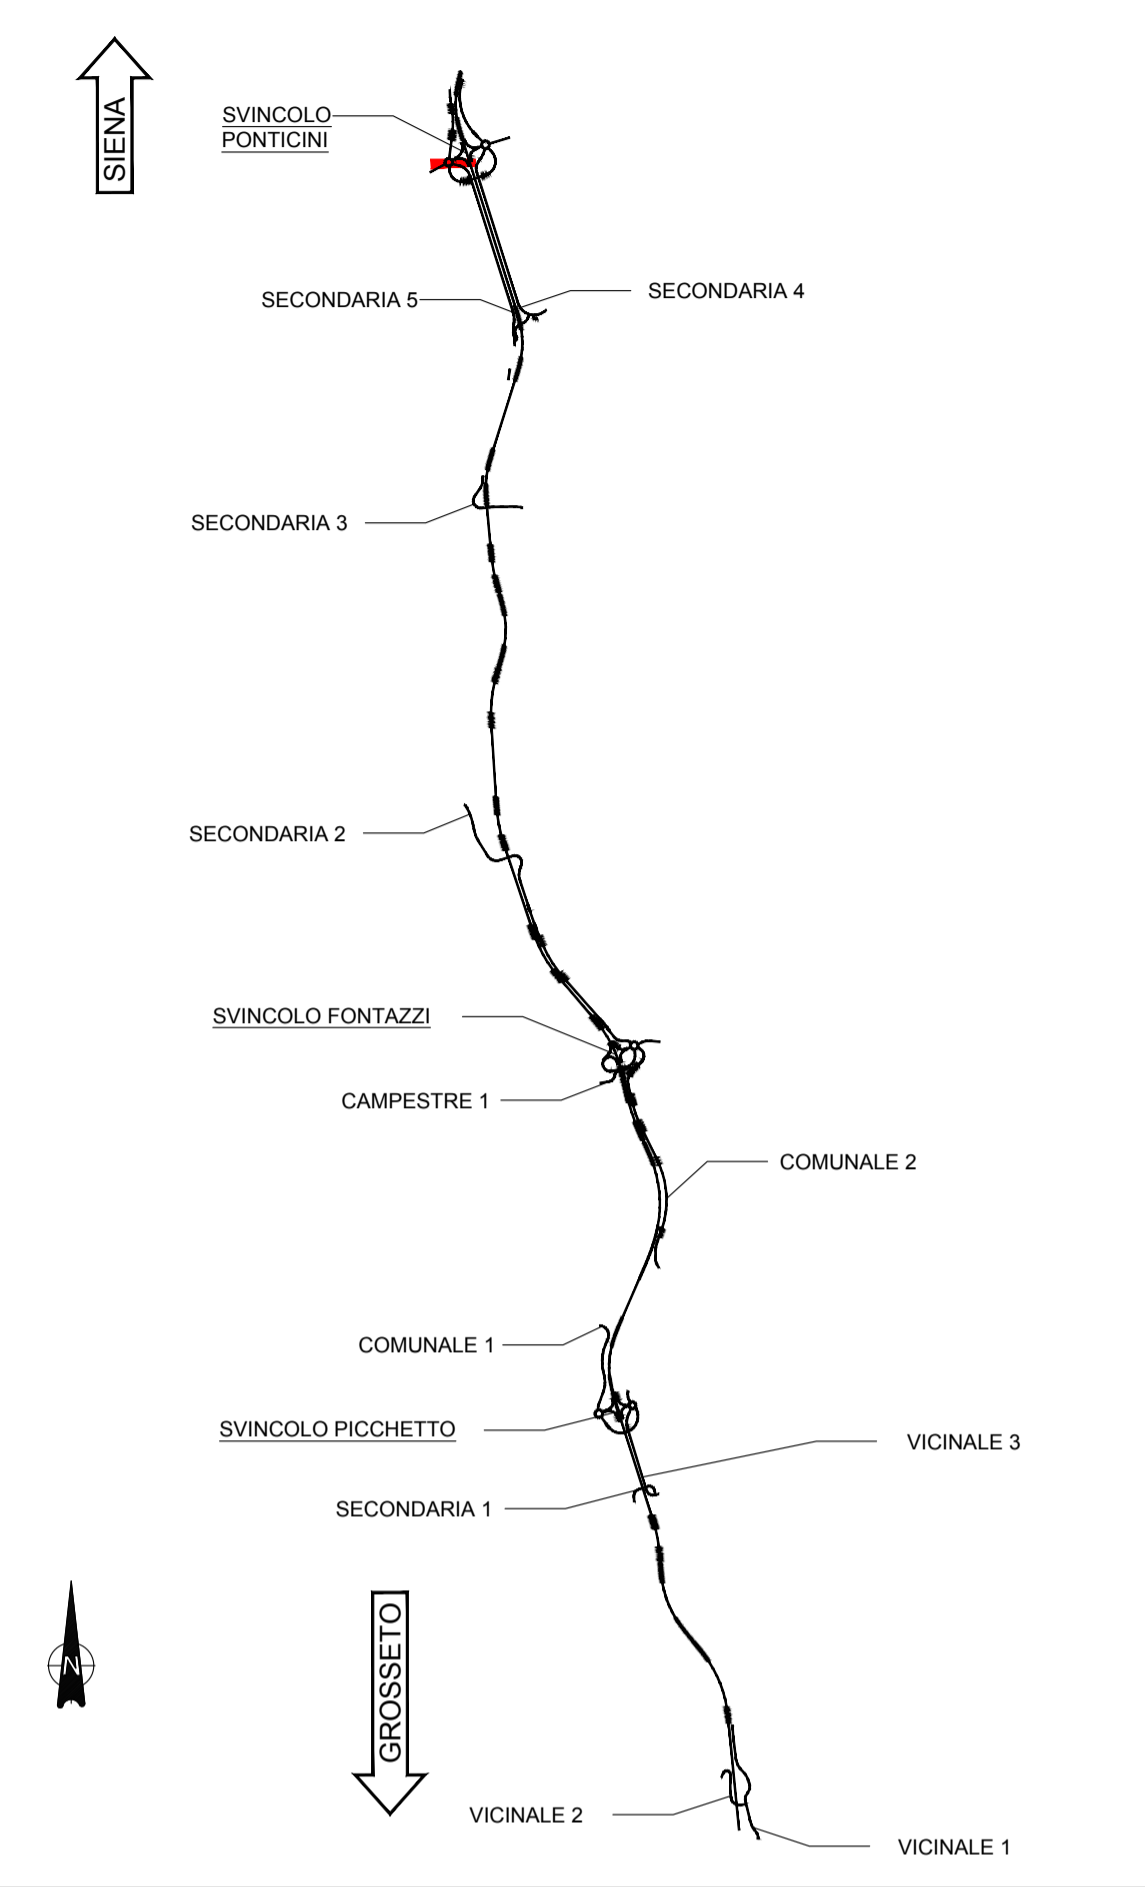 SIENA
SVINCOLO
PONTICINI
SECONDARIA 5
SECONDARIA 4
SECONDARIA 3
SECONDARIA 2
SVINCOLO FONTAZZI
CAMPESTRE 1
COMUNALE 2
COMUNALE 1
SVINCOLO PICCHETTO
VICINALE 3
SECONDARIA 1
N
GROSSETO
VICINALE 2
VICINALE 1